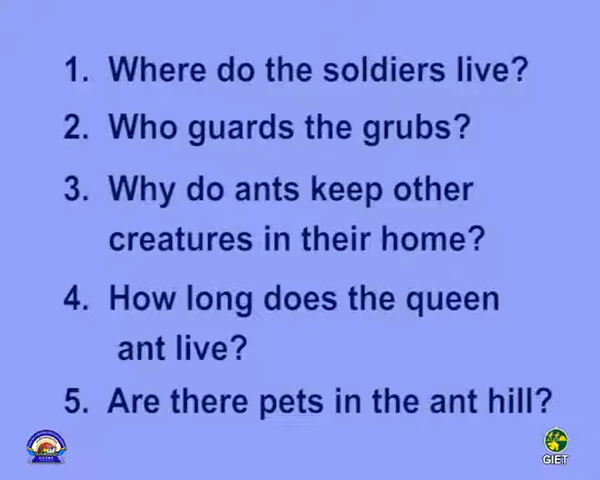 1. Where do the soldiers live?
2. Who guards the grubs?
3. Why do ants keep other
creatures in their home?
4. How long does the queen
ant live?
5. Are there pets in the ant hill?
GIET